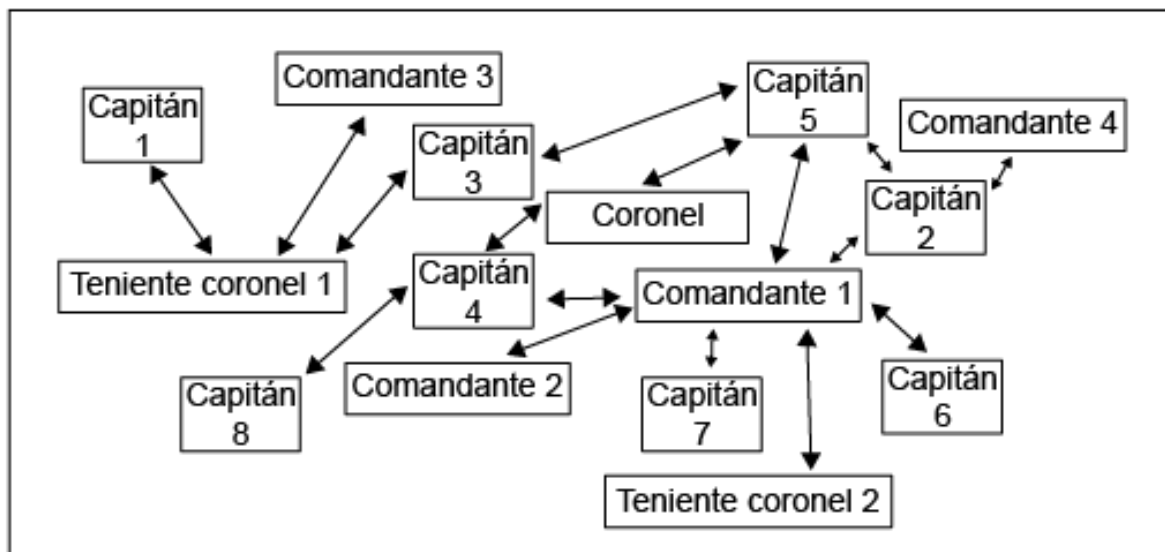 Comandante 3
Capitán
1
Capitán
5
Comandante 4
Capitán
3
Coronel
Capitán
2
Teniente coronel 1
Capitán
4
Comandante 1
Capitán
8
Comandante 2
Capitán
7
Capitán
6
Teniente coronel 2